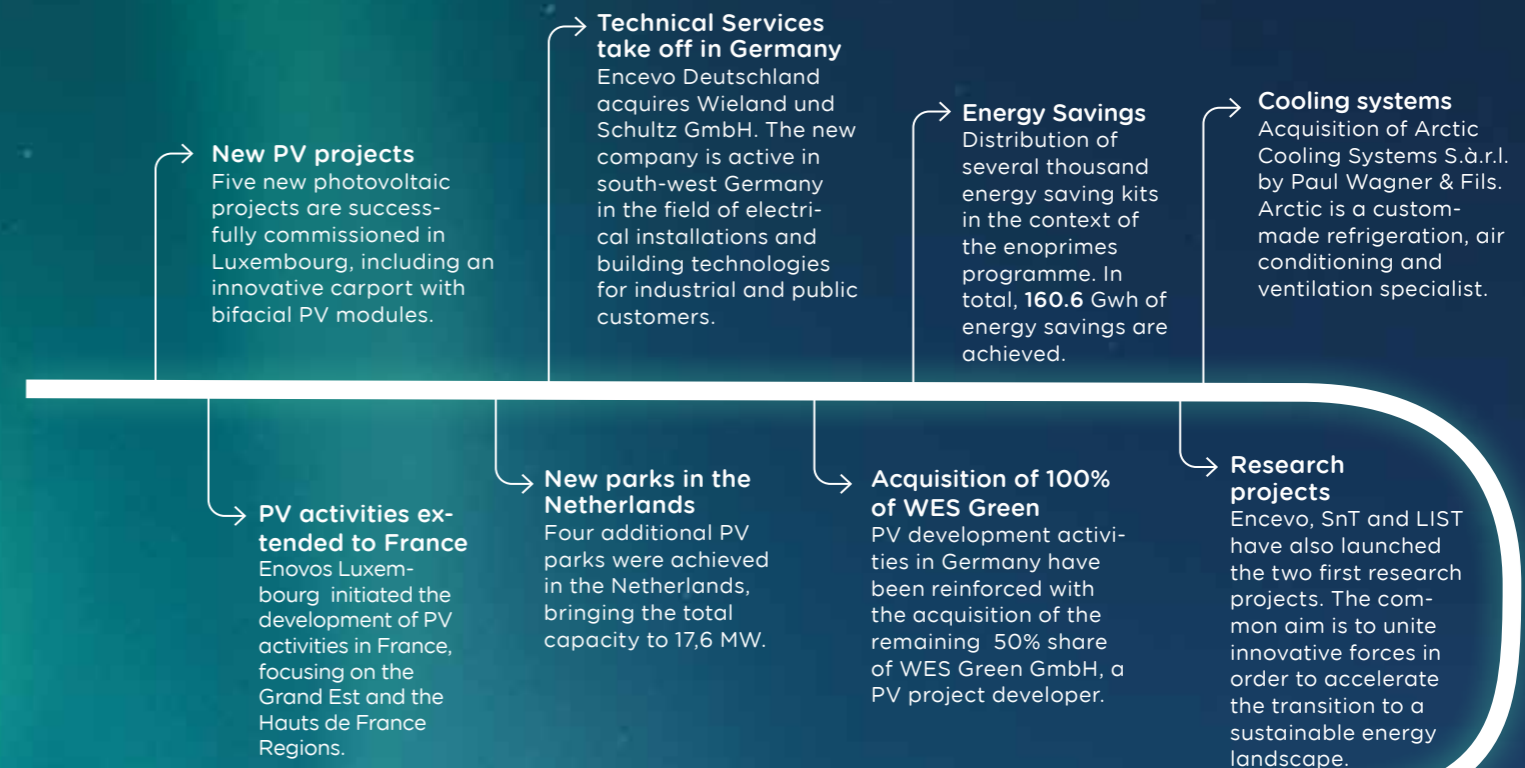 New PV projects
Five new photovoltaic
projects are success-
fully commissioned in
Luxembourg, including an
innovative carport with
bifacial PV modules.
PV activities ex-
tended to France
Enovos Luxem-
bourg  initiated the
development of PV
activities in France,
focusing on the
Grand Est and the
Hauts de France
Regions.
Technical Services
take off in Germany
Encevo Deutschland
acquires Wieland und
Schultz GmbH. The new
company is active in
south-west Germany
in the field of electri-
cal installations and
building technologies
for industrial and public
customers.
New parks in the
Netherlands
Four additional PV
parks were achieved
in the Netherlands,
bringing the total
capacity to 17,6 MW.
Energy Savings
Distribution of
several thousand
energy saving kits
in the context of
the enoprimes
programme. In
total, 160.6 Gwh of
energy savings are
achieved.
Acquisition of 100%
of WES Green
PV development activi-
ties in Germany have
been reinforced with
the acquisition of the
remaining  50% share
of WES Green GmbH, a
PV project developer.
Cooling systems
Acquisition of Arctic
Cooling Systems S.à.r.l.
by Paul Wagner & Fils.
Arctic is a custom-
made refrigeration, air
conditioning and
ventilation specialist.
Research
projects
Encevo, SnT and LIST
have also launched
the two first research
projects. The com-
mon aim is to unite
innovative forces in
order to accelerate
the transition to a
sustainable energy
landscape.